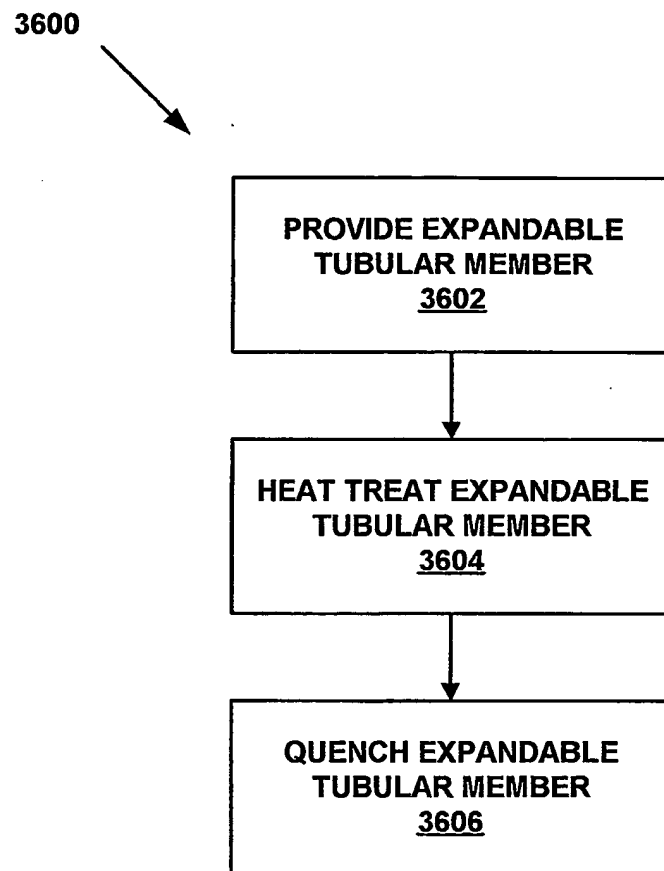 3600
PROVIDE EXPANDABLE
TUBULAR MEMBER
3602
HEAT TREAT EXPANDABLE
TUBULAR MEMBER
3604
QUENCH EXPANDABLE
TUBULAR MEMBER
3606